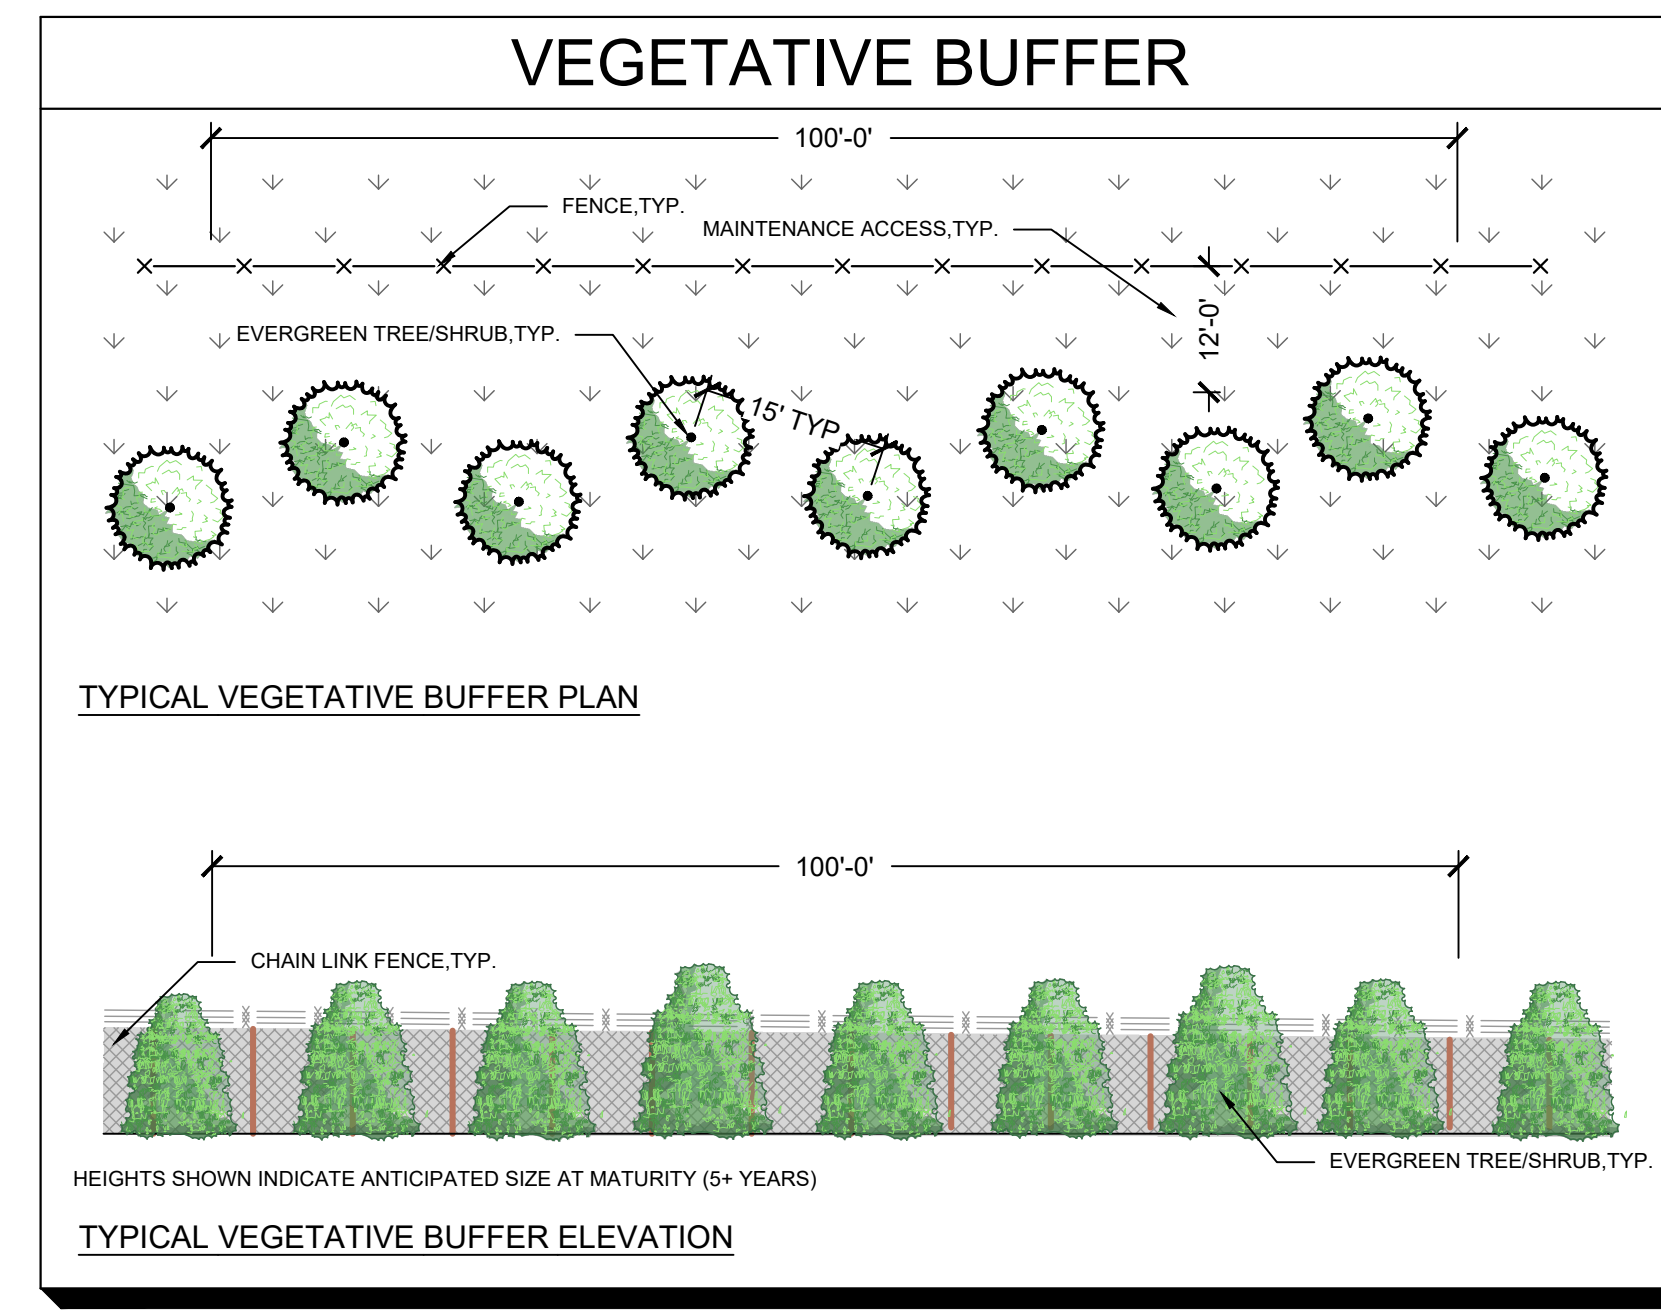 VEGETATIVE BUFFER
100'-0'
FENCE,TYP.
MAINTENANCE ACCESS,TYP.
12'-0'
EVERGREEN TREE/SHRUB,TYP.
15' TYP
TYPICAL VEGETATIVE BUFFER PLAN
100'-0'
CHAIN LINK FENCE,TYP.
EVERGREEN TREE/SHRUB,TYP.
HEIGHTS SHOWN INDICATE ANTICIPATED SIZE AT MATURITY (5+ YEARS)
TYPICAL VEGETATIVE BUFFER ELEVATION